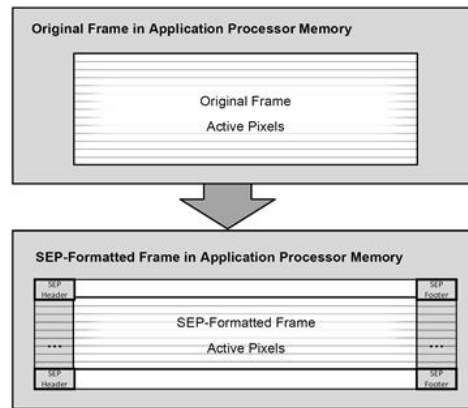 Original Frame in Application Processor Memory
Original Frame
Active Pixels
SEP-Formatted Frame in Application Processor Memory
SEP
Header
SEP
Footer
SEP-Formatted Frame
Active Pixels
...
...
SEP
Header
SEP
Footer